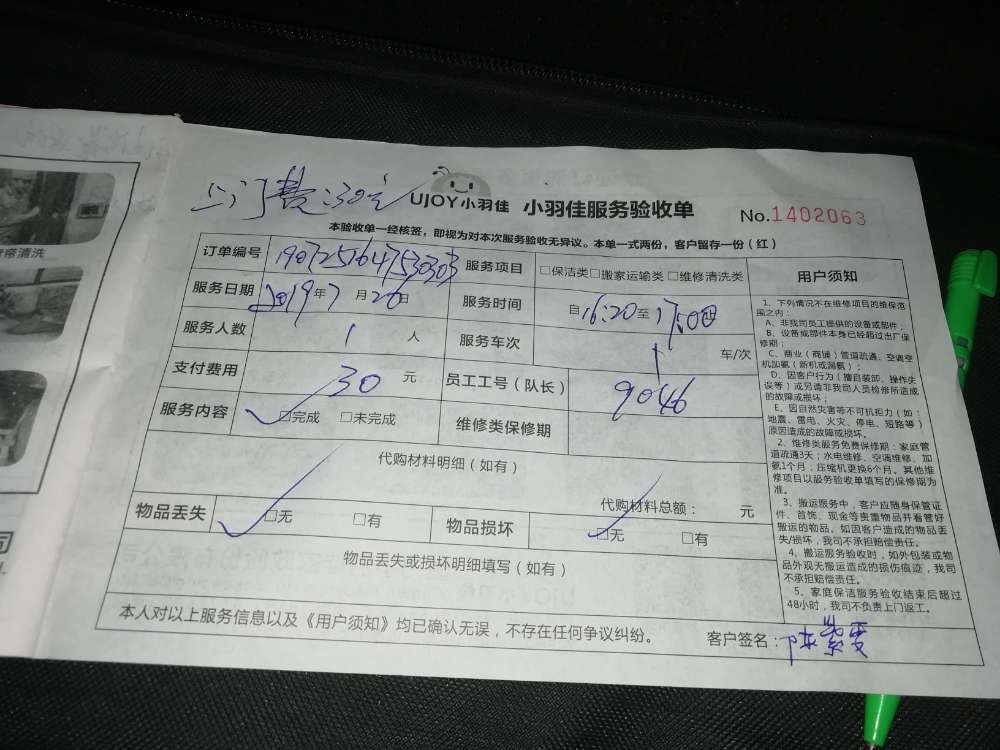 上门费:30元
UJOY小羽佳 小羽佳服务验收单 No.1402063
本验收单一经核签，即视为对本次服务验收无异议。本单一式两份，客户留存一份（红）
订单编号 1907251647530303 服务项目 □保洁类□搬家运输类□维修清洗类
服务日期 2019年7月26日 服务时间 自16:20至17:00
服务人数 1 人 服务车次 车/次
支付费用 30 元 员工工号（队长） 9046
服务内容 □完成 □未完成 维修类保修期
代购材料明细（如有）
代购材料总额： 元
物品丢失 □无 □有 物品损坏 □无 □有
物品丢失或损坏明细填写（如有）
本人对以上服务信息以及《用户须知》均已确认无误，不存在任何争议纠纷。 客户签名：陈紫雯
用户须知
1、下列情况不在维修项目的维保范
围之内：
A、非我司员工提供的设备或部件；
B、设备或部件本身已经超过出厂保
修期；
C、商业（商铺）管道疏通、空调空
机加氨（新机或漏氨）；
D、因客户行为（擅自装卸、操作失
误等）或另请非我司人员检修所造成
的故障或损坏；
E、因自然灾害等不可抗拒力（如：
地震、雷电、火灾、停电、短路等）
原因造成的故障或损坏。
2、维修类服务免费保修期：家庭管
道疏通3天；水电维修、空调维修、加
氨1个月；压缩机更换6个月。其他维
修项目以服务验收单填写的保修期为
准。
3、搬运服务中，客户应随身保管证
件、首饰、现金等贵重物品并看管好
搬运的物品。如因客户造成的物品丢
失/损坏，我司不承担赔偿责任。
4、搬运服务验收时，如外包装或物
品外观无搬运造成的损伤痕迹，我司
不承担赔偿责任。
5、家庭保洁服务验收结束后超过
48小时，我司不负责上门返工。
帘清洗
司